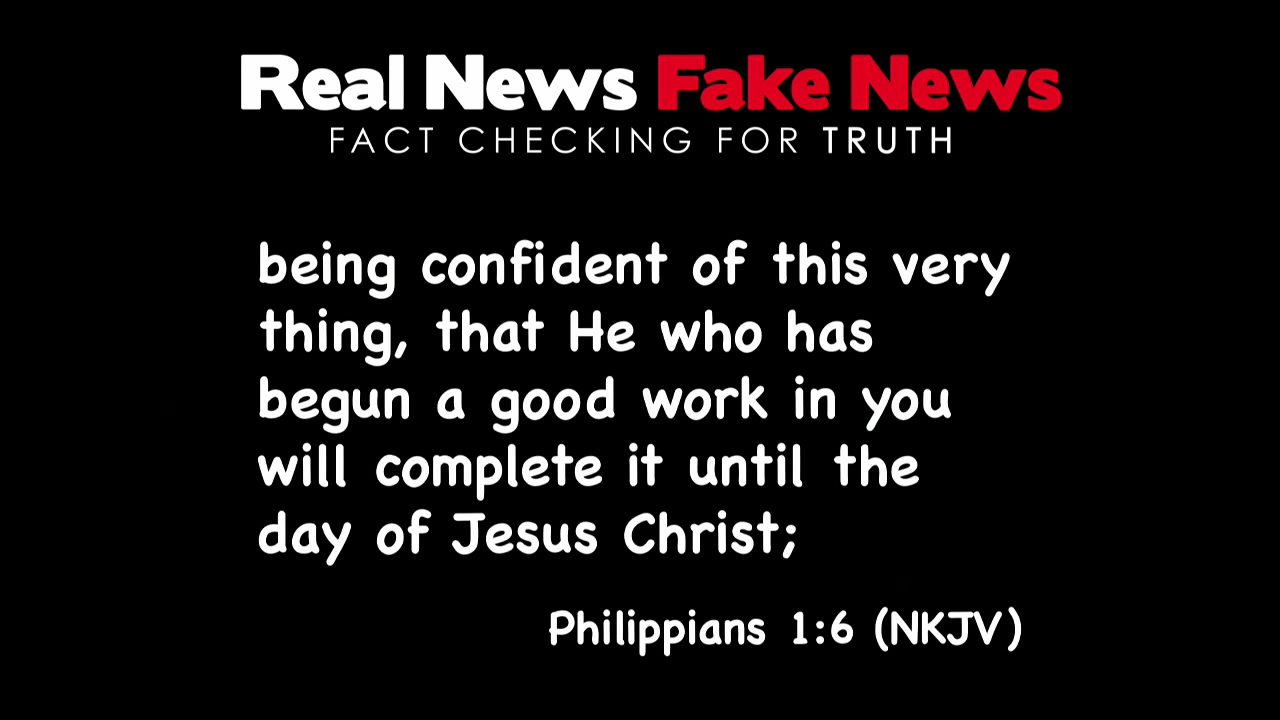 Real News Fake News
FACT CHECKING FOR TRUTH
being confident of this very
thing, that He who has
begun a good work in you
will complete it until the
day of Jesus Christ;
Philippians 1:6 (NKJV)